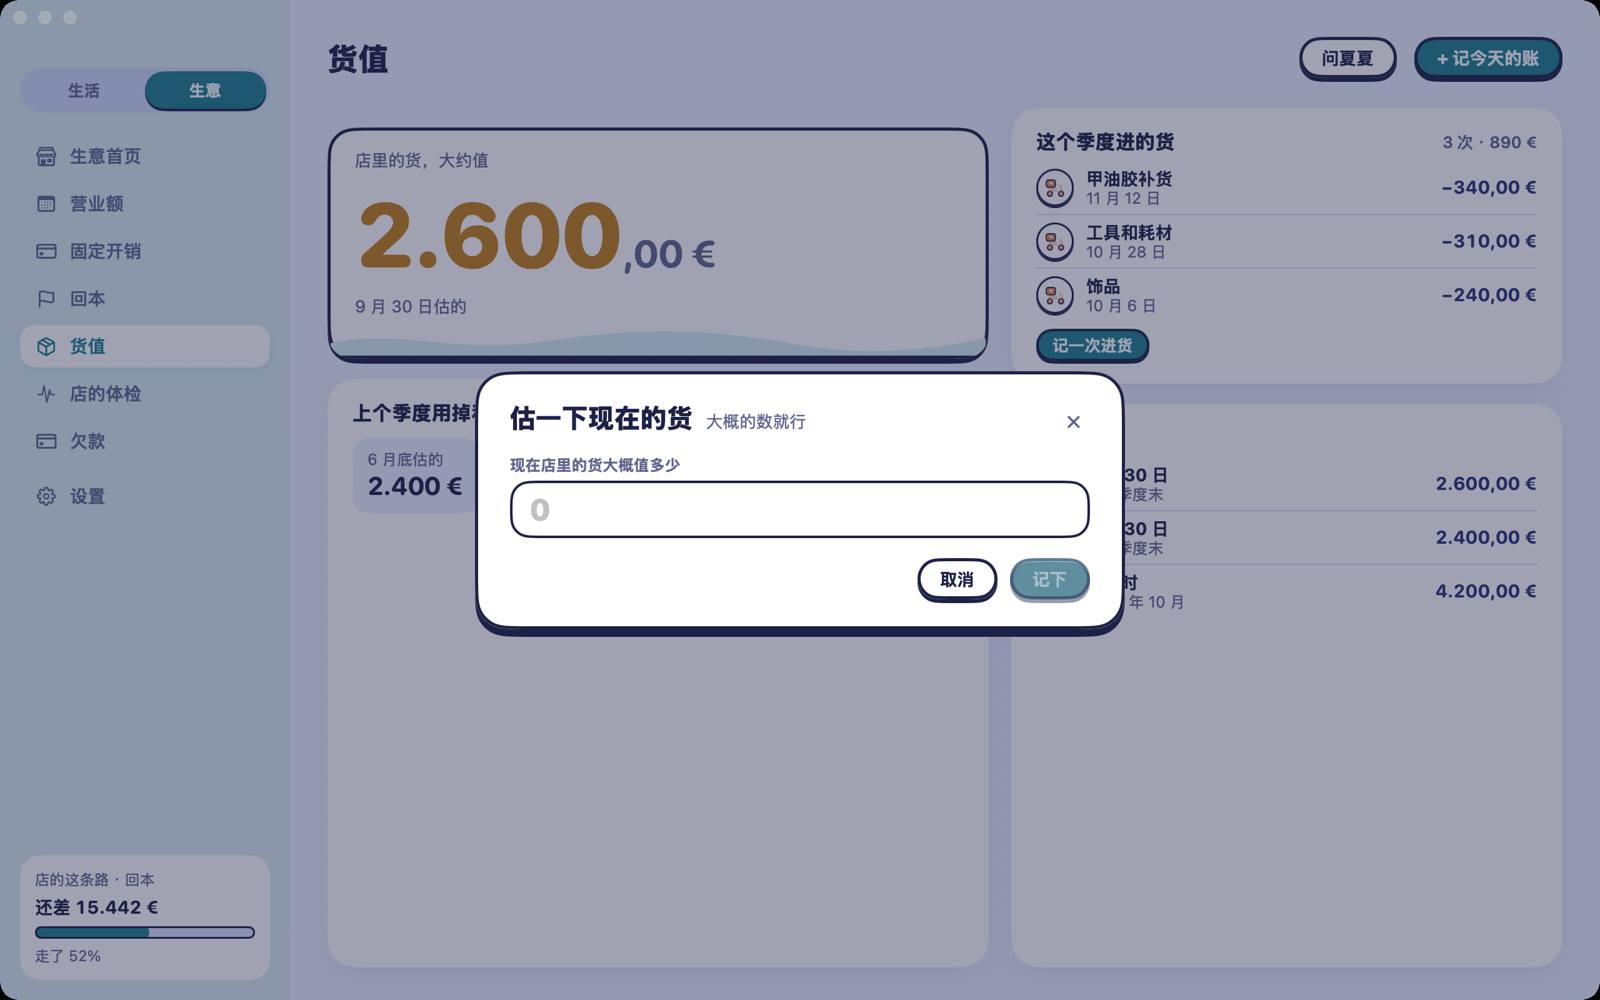 生活
生意
生意首页
营业额
固定开销
回本
货值
店的体检
欠款
设置
店的这条路 · 回本
还差 15.442 €
走了 52%
货值
问夏夏
+ 记今天的账
店里的货，大约值
2.600,00 €
9 月 30 日估的
这个季度进的货
3 次 · 890 €
甲油胶补货
11 月 12 日
−340,00 €
工具和耗材
10 月 28 日
−310,00 €
饰品
10 月 6 日
−240,00 €
记一次进货
上个季度用掉
6 月底估的
2.400 €
估一下现在的货
大概的数就行
×
现在店里的货大概值多少
0
取消
记下
30 日
季度末
2.600,00 €
30 日
季度末
2.400,00 €
时
年 10 月
4.200,00 €